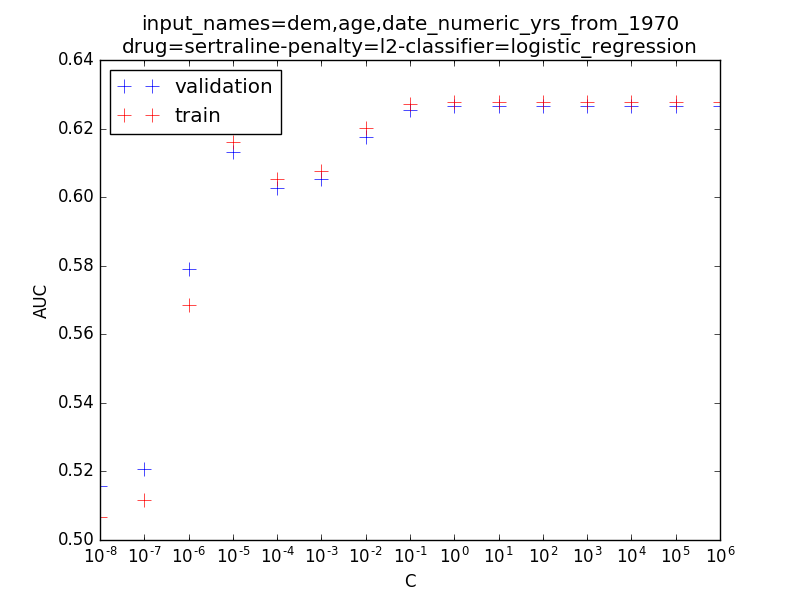 input_names=dem,age,date_numeric_yrs_from_1970
drug=sertraline-penalty=l2-classifier=logistic_regression
validation
train
0.64
0.62
0.60
0.58
0.56
0.54
0.52
0.50
AUC
10⁻⁸ 10⁻⁷ 10⁻⁶ 10⁻⁵ 10⁻⁴ 10⁻³ 10⁻² 10⁻¹ 10⁰ 10¹ 10² 10³ 10⁴ 10⁵ 10⁶
C